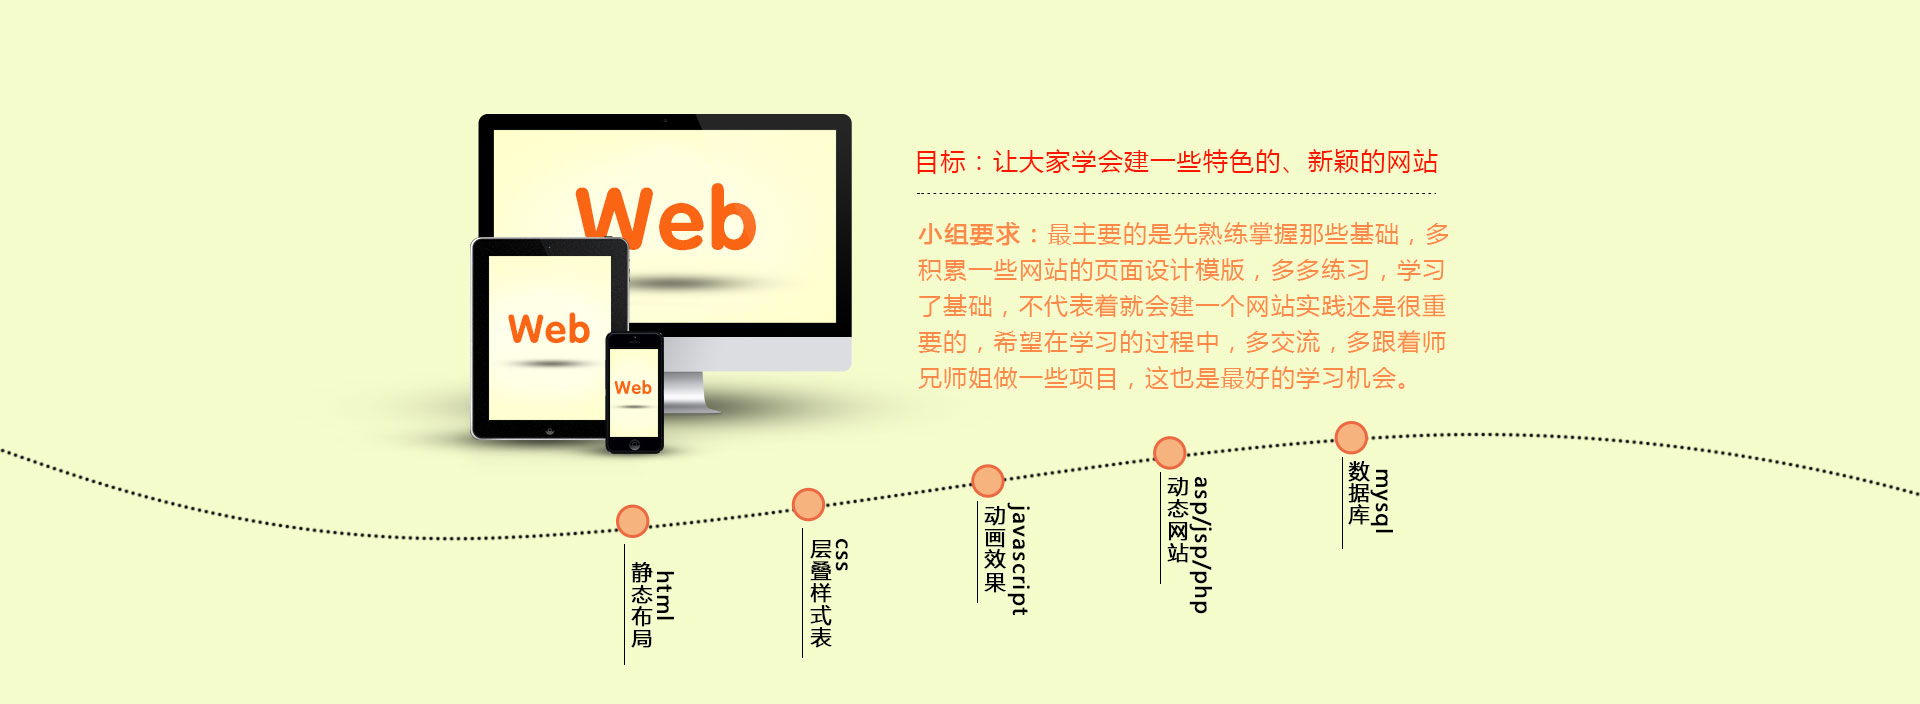 Web
Web
Web
目标：让大家学会建一些特色的、新颖的网站
小组要求：最主要的是先熟练掌握那些基础，多
积累一些网站的页面设计模版，多多练习，学习
了基础，不代表着就会建一个网站实践还是很重
要的，希望在学习的过程中，多交流，多跟着师
兄师姐做一些项目，这也是最好的学习机会。
html
静态布局
css
层叠样式表
javascript
动画效果
asp/jsp/php
动态网站
mysql
数据库